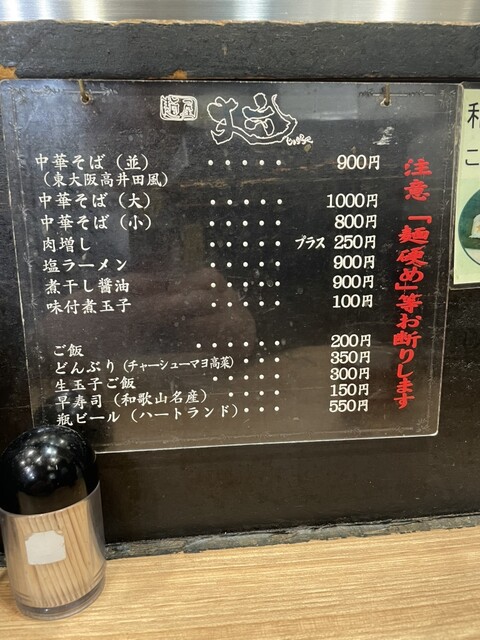 中華そば（並） ・・・・・ 900円
（東大阪高井田風）
中華そば（大） ・・・・・ 1000円
中華そば（小） ・・・・・ 800円
肉増し ・・・・・ プラス 250円
塩ラーメン ・・・・・ 900円
煮干し醤油 ・・・・・ 900円
味付煮玉子 ・・・・・ 100円
ご飯 ・・・・・ 200円
どんぶり（チャーシューマヨ高菜） ・・・ 350円
生玉子ご飯 ・・・・・ 300円
早寿司（和歌山名産） ・・・・ 150円
瓶ビール（ハートランド）・・・ 550円
注意「麺硬め」等お断りします